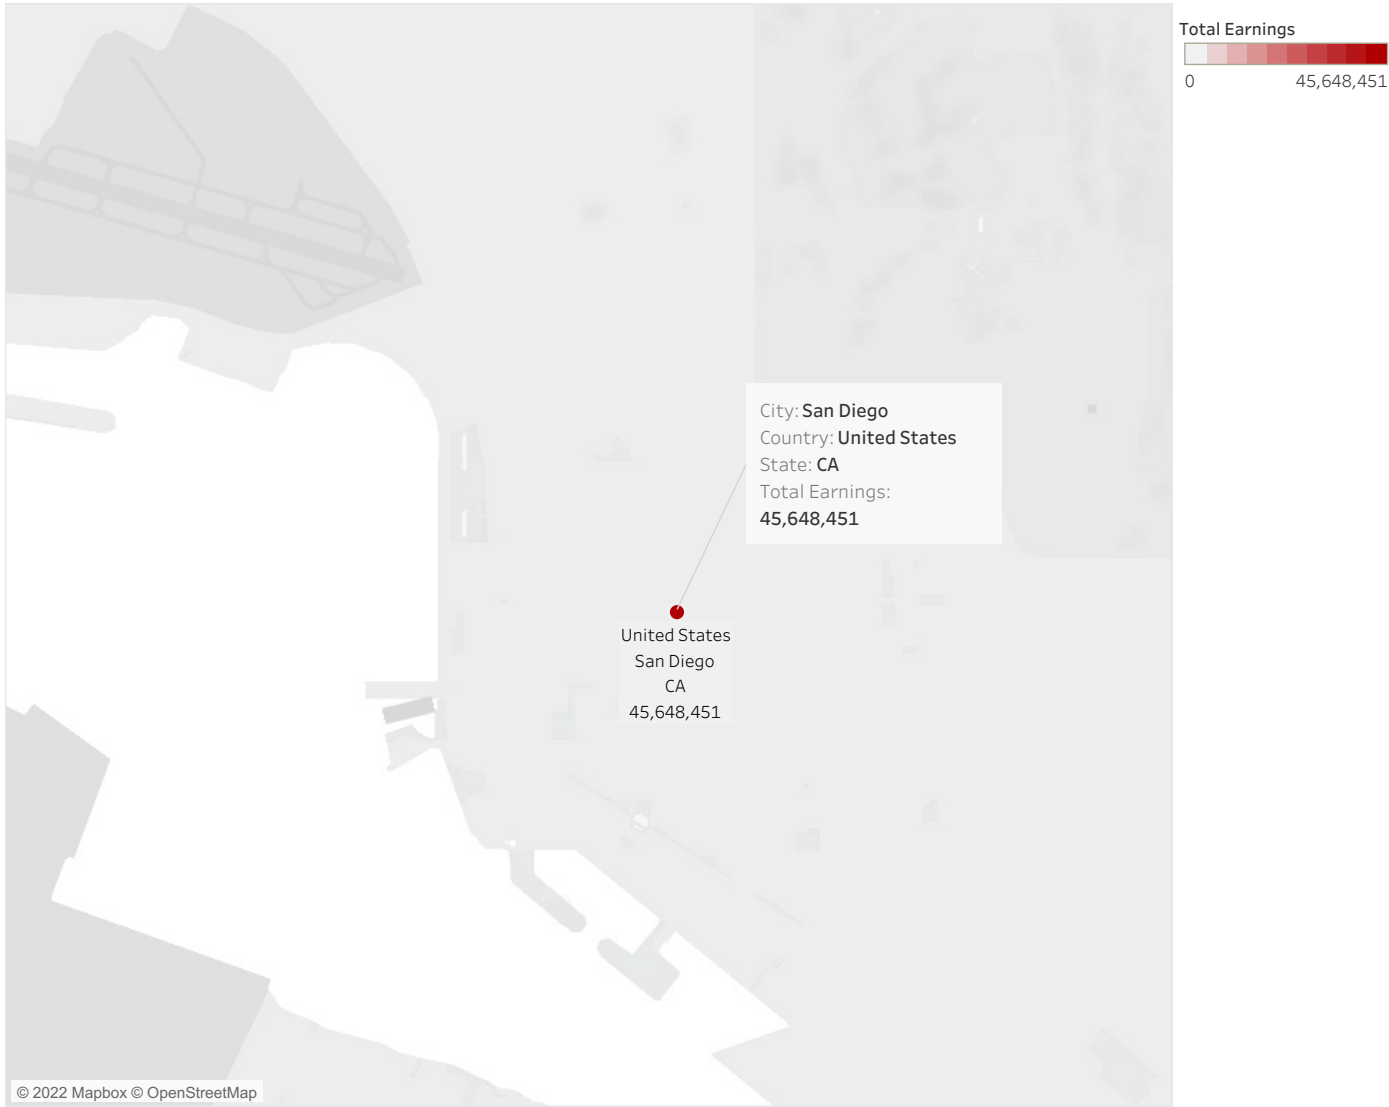 Total Earnings
0 45,648,451
City: San Diego
Country: United States
State: CA
Total Earnings:
45,648,451
United States
San Diego
CA
45,648,451
© 2022 Mapbox © OpenStreetMap